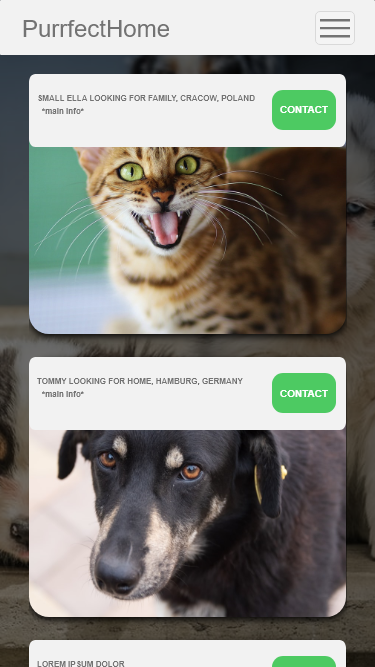 PurrfectHome
SMALL ELLA LOOKING FOR FAMILY, CRACOW, POLAND
*main info*
CONTACT
TOMMY LOOKING FOR HOME, HAMBURG, GERMANY
*main info*
CONTACT
LOREM IPSUM DOLOR